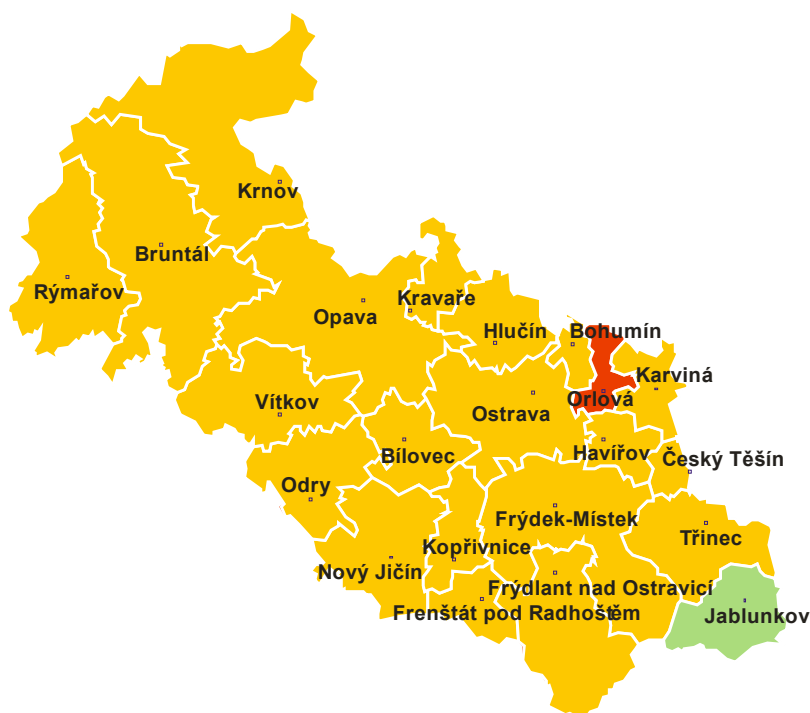 Krnov
Bruntál
Rýmařov
Kravaře
Opava
Hlučín
Bohumín
Karviná
Vítkov
Ostrava
Orlová
Bílovec
Havířov
Český Těšín
Odry
Frýdek-Místek
Třinec
Kopřivnice
Nový Jičín
Frýdlant nad Ostravicí
Frenštát pod Radhoštěm
Jablunkov